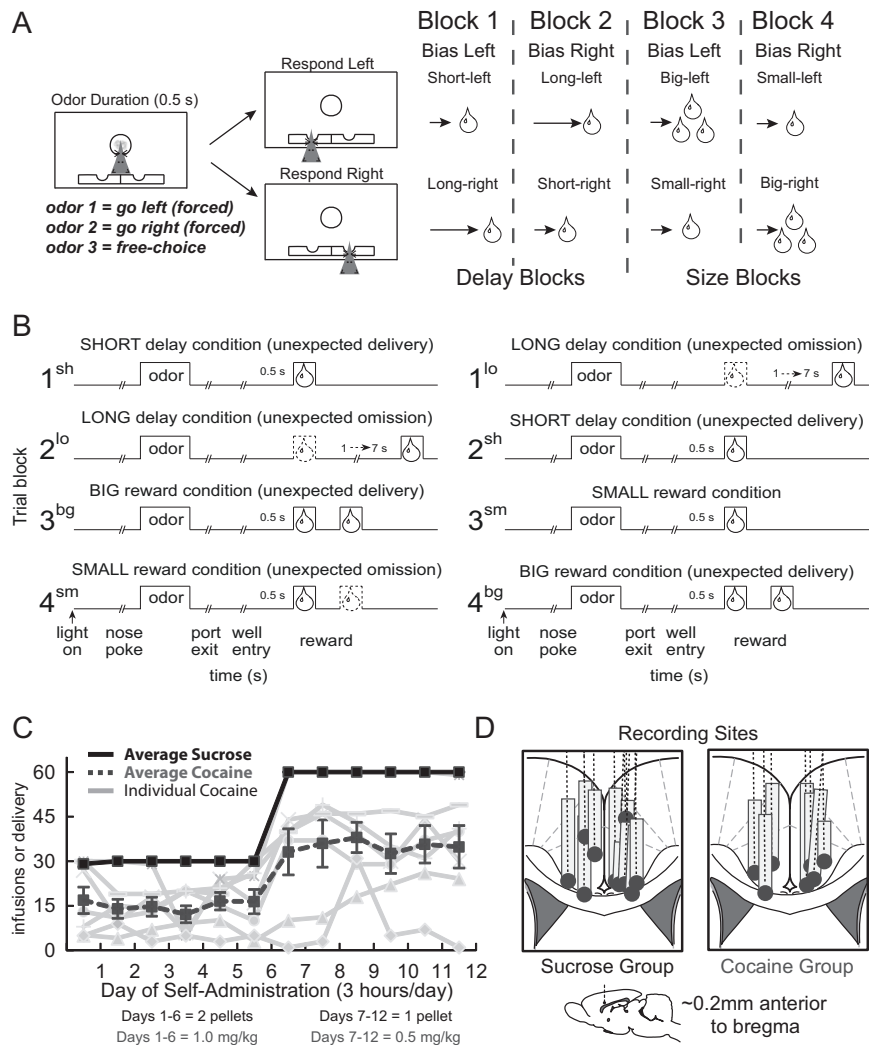 A
Odor Duration (0.5 s)
odor 1 = go left (forced)
odor 2 = go right (forced)
odor 3 = free-choice
Respond Left
Respond Right
Block 1 Block 2 Block 3 Block 4
Bias Left Bias Right Bias Left Bias Right
Short-left Long-left Big-left Small-left
Long-right Short-right Small-right Big-right
Delay Blocks Size Blocks
B
Trial block
SHORT delay condition (unexpected delivery)
1sh odor 0.5 s
LONG delay condition (unexpected omission)
2lo odor 1 7 s
BIG reward condition (unexpected delivery)
3bg odor 0.5 s
SMALL reward condition (unexpected omission)
4sm odor 0.5 s
light on nose poke port exit well entry reward
time (s)
LONG delay condition (unexpected omission)
1lo odor 1 7 s
SHORT delay condition (unexpected delivery)
2sh odor 0.5 s
SMALL reward condition
3sm odor 0.5 s
BIG reward condition (unexpected delivery)
4bg odor 0.5 s
light on nose poke port exit well entry reward
time (s)
C
Average Sucrose
Average Cocaine
Individual Cocaine
infusions or delivery
60
45
30
15
0
1 2 3 4 5 6 7 8 9 10 11 12
Day of Self-Administration (3 hours/day)
Days 1-6 = 2 pellets Days 7-12 = 1 pellet
Days 1-6 = 1.0 mg/kg Days 7-12 = 0.5 mg/kg
D
Recording Sites
Sucrose Group Cocaine Group
~0.2mm anterior
to bregma